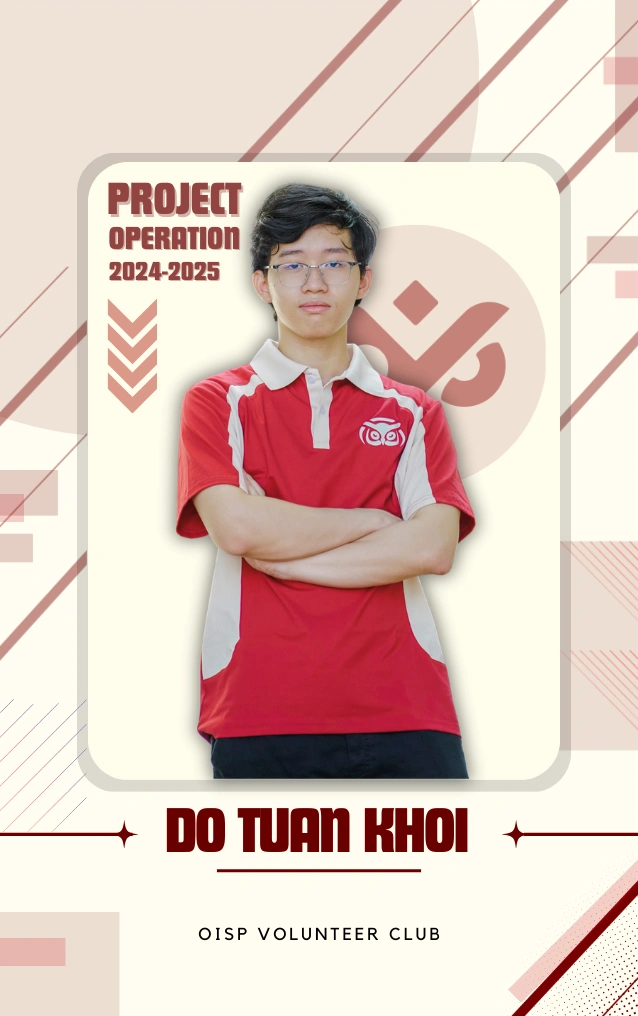 PROJECT
OPERATION
2024-2025
DO TUAN KHOI
OISP VOLUNTEER CLUB